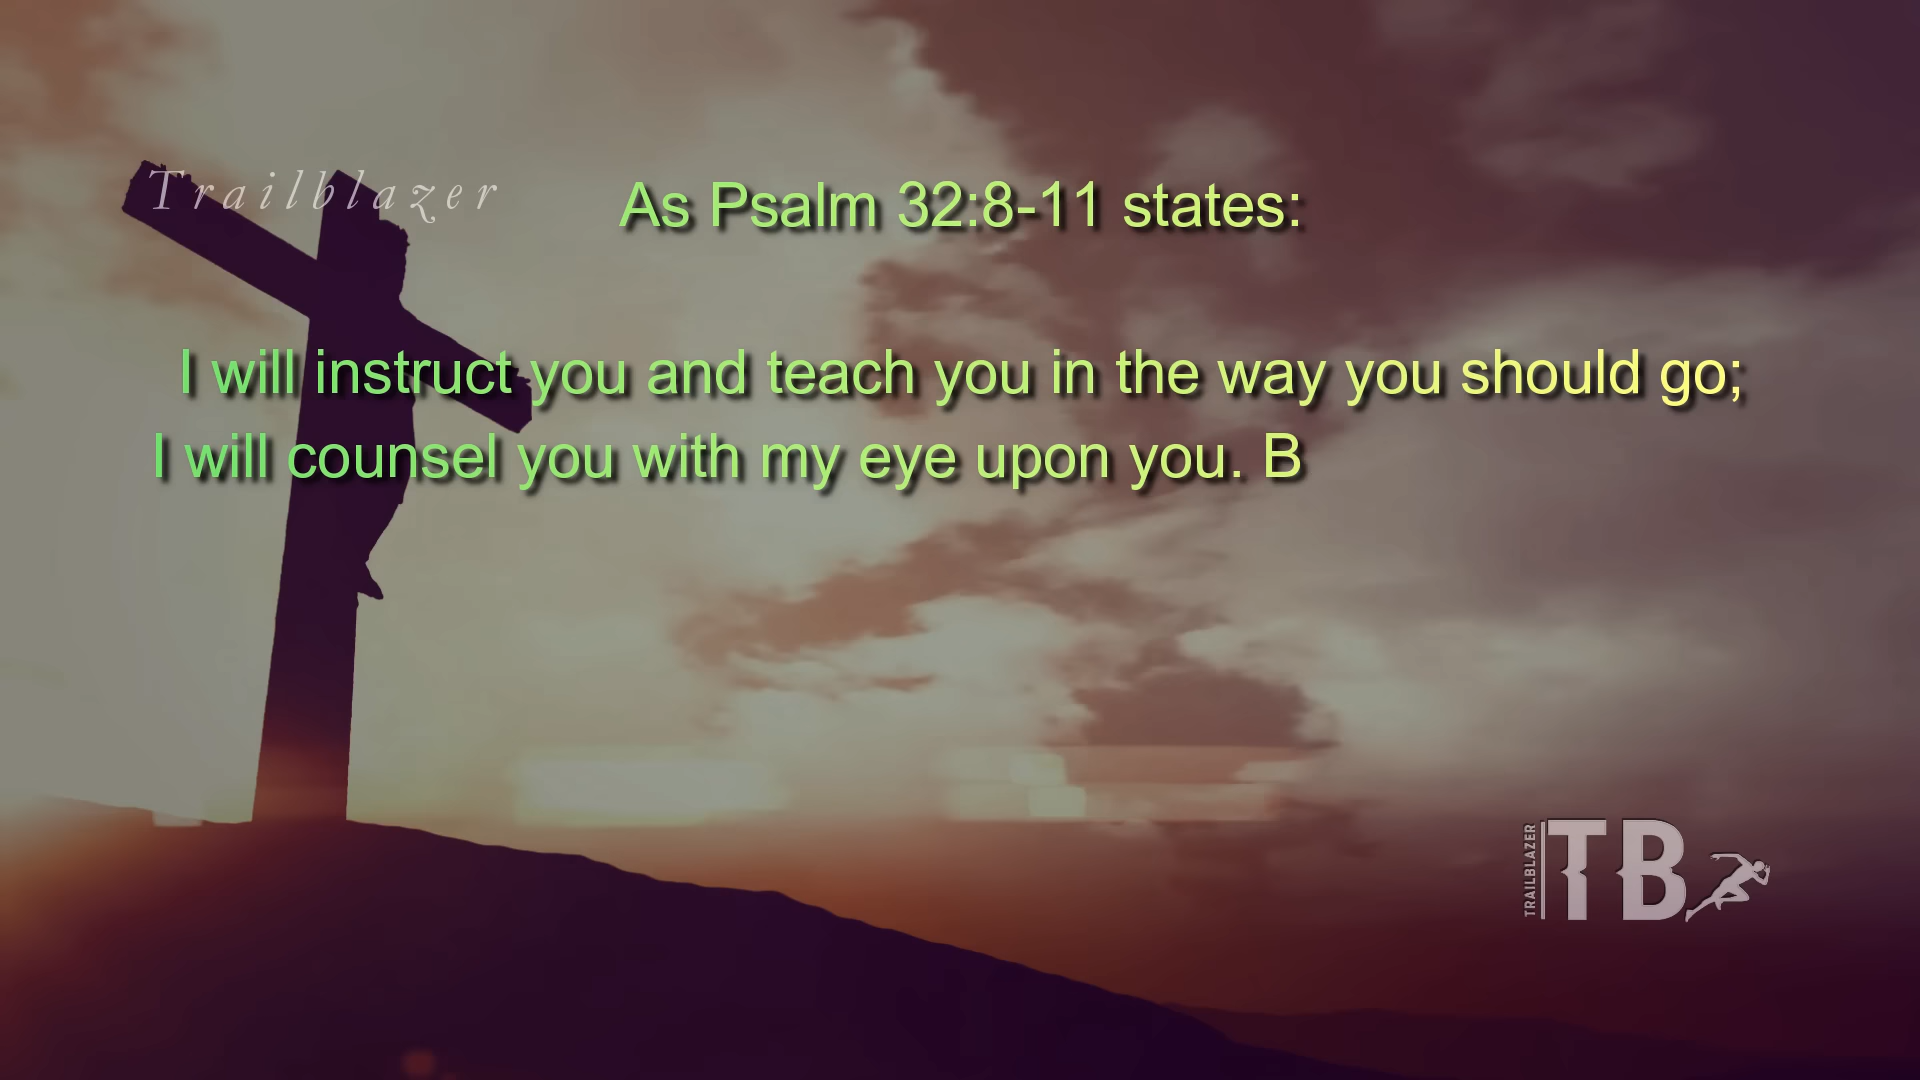 Trailblazer
As Psalm 32:8-11 states:
I will instruct you and teach you in the way you should go;
I will counsel you with my eye upon you. B
TRAILBLAZER
TB